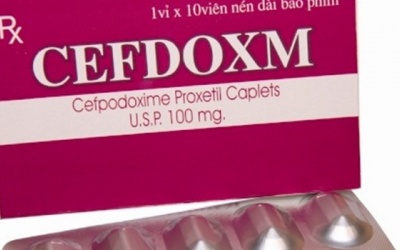 Rx
1vỉ x 10viên nén dài bao phim
CEFDOXM
Cefpodoxime Proxetil Caplets
U.S.P. 100 mg.